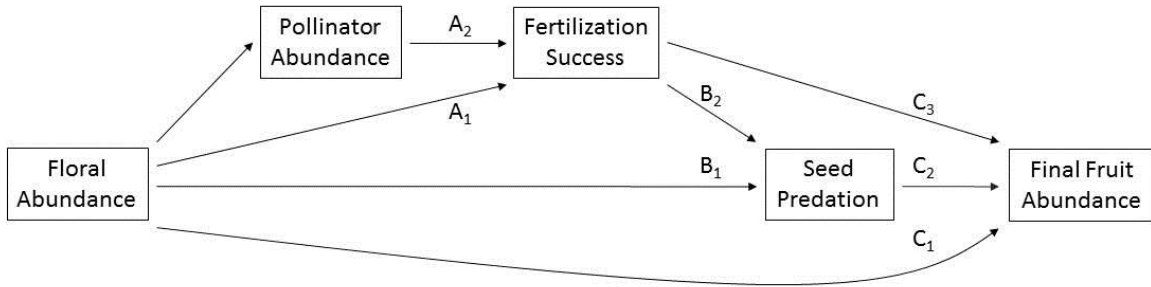 Pollinator
Abundance
A₂
Fertilization
Success
A₁
B₂
C₃
Floral
Abundance
B₁
Seed
Predation
C₂
Final Fruit
Abundance
C₁